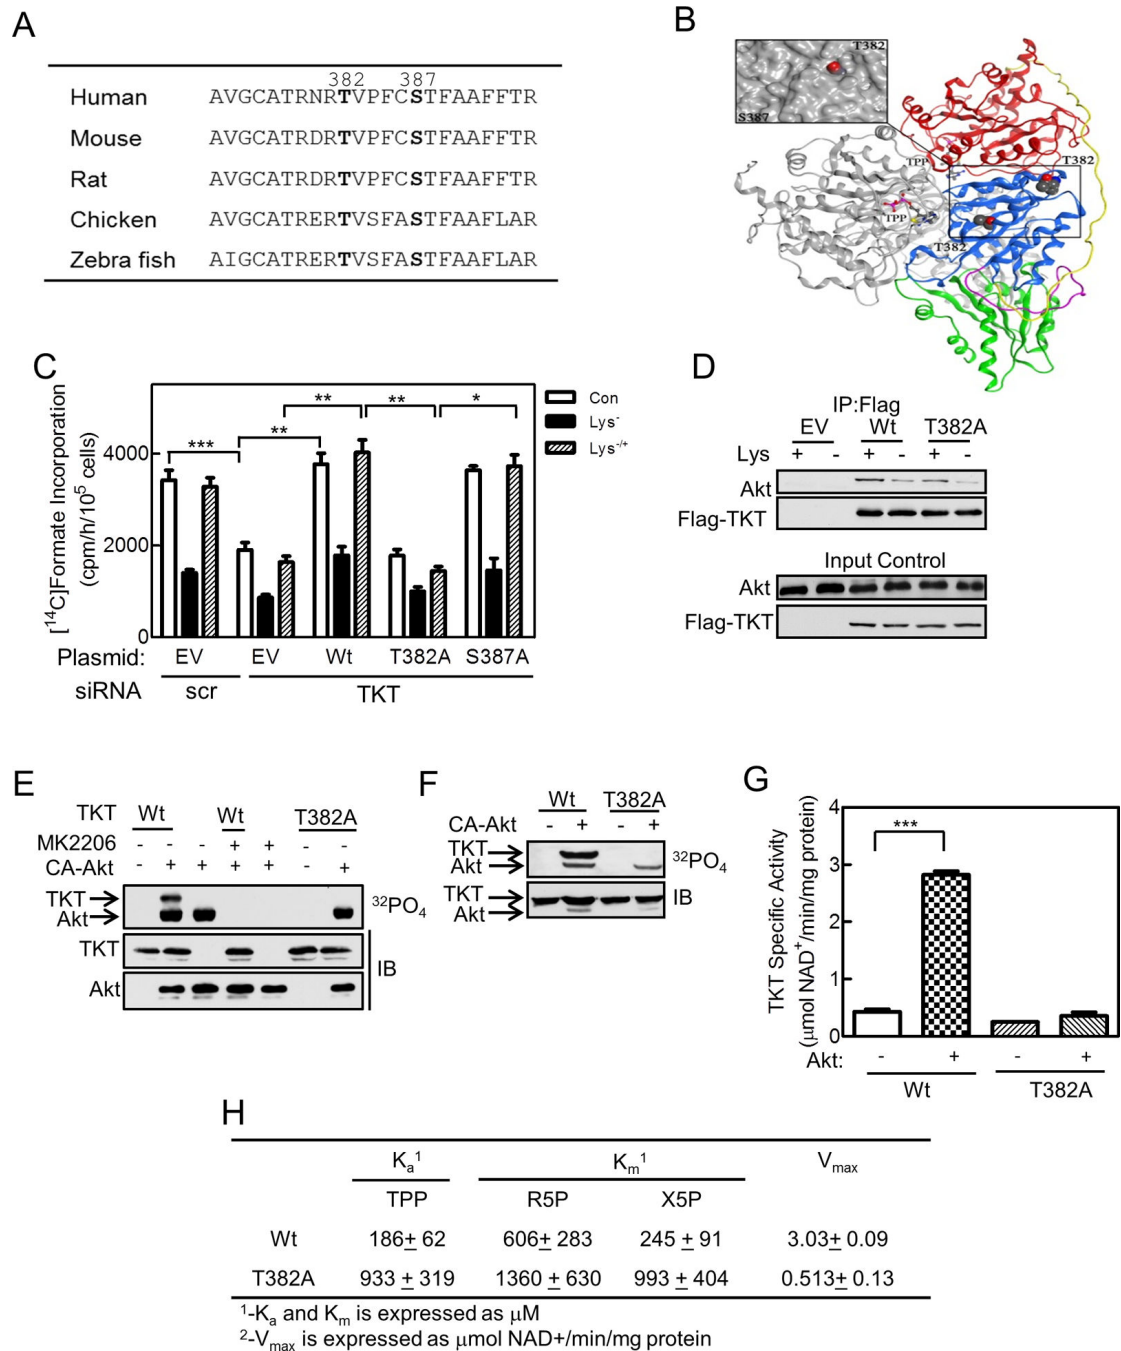 A
382 387
Human AVGCATRNRTVPFCSTFAAFFTR
Mouse AVGCATRDRTVPFCSTFAAFFTR
Rat AVGCATRDRTVPFCSTFAAFFTR
Chicken AVGCATRERTVSFASTFAAFLAR
Zebra fish AIGCATRERTVSFASTFAAFLAR
B
T382
S387
TPP
T382
TPP
T382
C
[¹⁴C]Formate Incorporation
(cpm/h/10⁵ cells)
4000
2000
0
*** ** ** ** *
Con
Lys⁻
Lys⁻/⁺
Plasmid: EV EV Wt T382A S387A
siRNA scr TKT
D
IP:Flag
EV Wt T382A
Lys + - + - + -
Akt
Flag-TKT
Input Control
Akt
Flag-TKT
E
TKT Wt Wt T382A
MK2206 - - - + + - -
CA-Akt - + + + + - +
TKT
Akt
³²PO₄
TKT
Akt
IB
F
Wt T382A
CA-Akt - + - +
TKT
Akt
³²PO₄
TKT
Akt
IB
G
TKT Specific Activity
(µmol NAD⁺/min/mg protein)
4
3
2
1
0
***
Akt: - + - +
Wt T382A
H
Kₐ¹ Kₘ¹ Vmax
TPP R5P X5P
Wt 186± 62 606± 283 245 ± 91 3.03± 0.09
T382A 933 ± 319 1360 ± 630 993 ± 404 0.513± 0.13
¹-Kₐ and Kₘ is expressed as µM
²-Vmax is expressed as µmol NAD+/min/mg protein